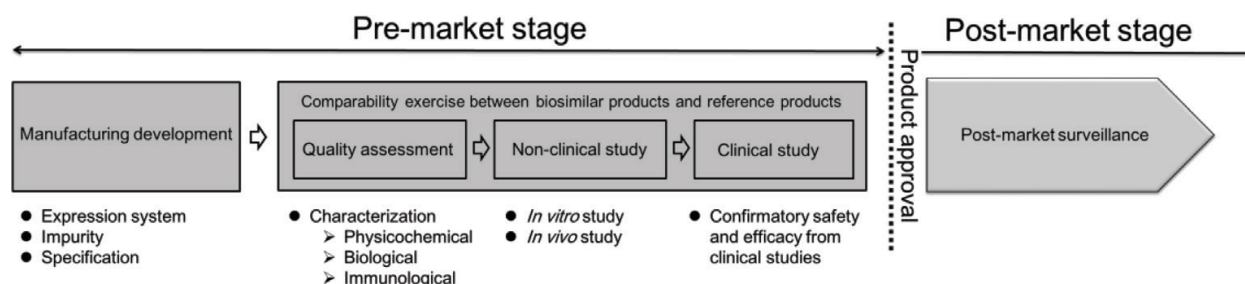 Pre-market stage
Post-market stage
Product approval
Manufacturing development
Comparability exercise between biosimilar products and reference products
Quality assessment
Non-clinical study
Clinical study
Post-market surveillance
● Expression system
● Impurity
● Specification
● Characterization
➢ Physicochemical
➢ Biological
➢ Immunological
● In vitro study
● In vivo study
● Confirmatory safety
and efficacy from
clinical studies